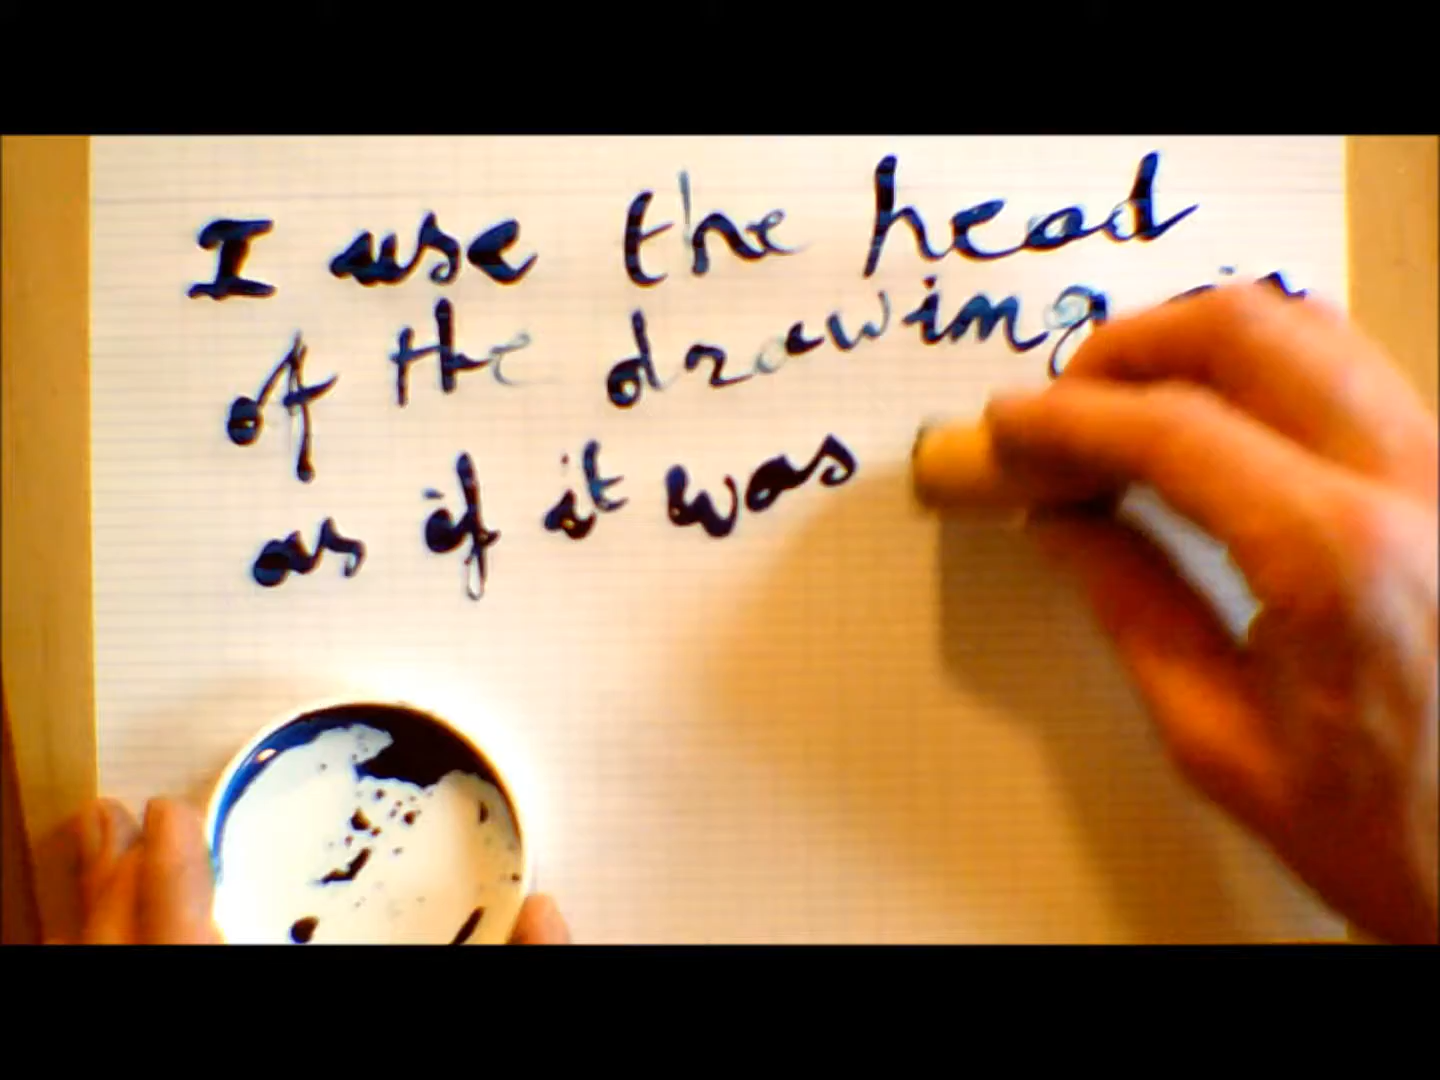 I use the head
of the drawing
as if it was